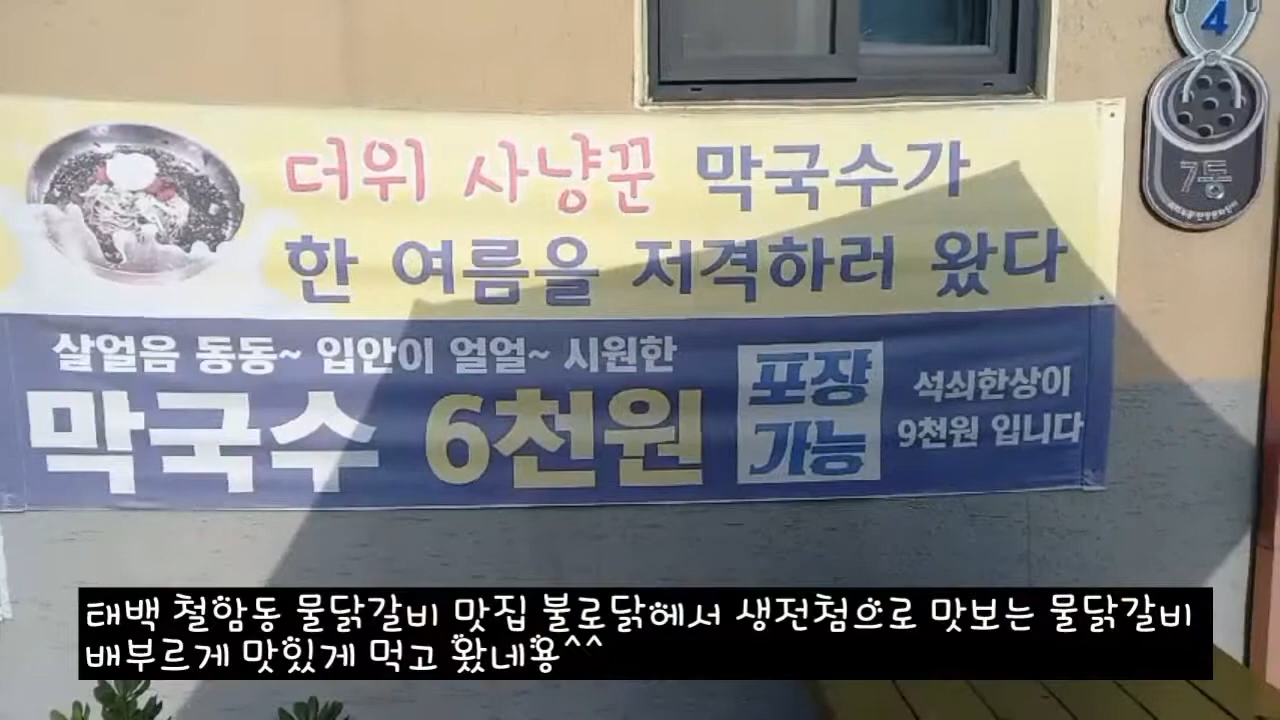 4
7동
더위 사냥꾼 막국수가
한 여름을 저격하러 왔다
살얼음 동동~ 입안이 얼얼~ 시원한
막국수 6천원
포장
가능
석쇠한상이
9천원 입니다
태백 철함동 물닭갈비 맛집 불로닭헤서 생전첨으로 맛보는 물닭갈비
배부르게 맛있게 먹고 왔네용^^